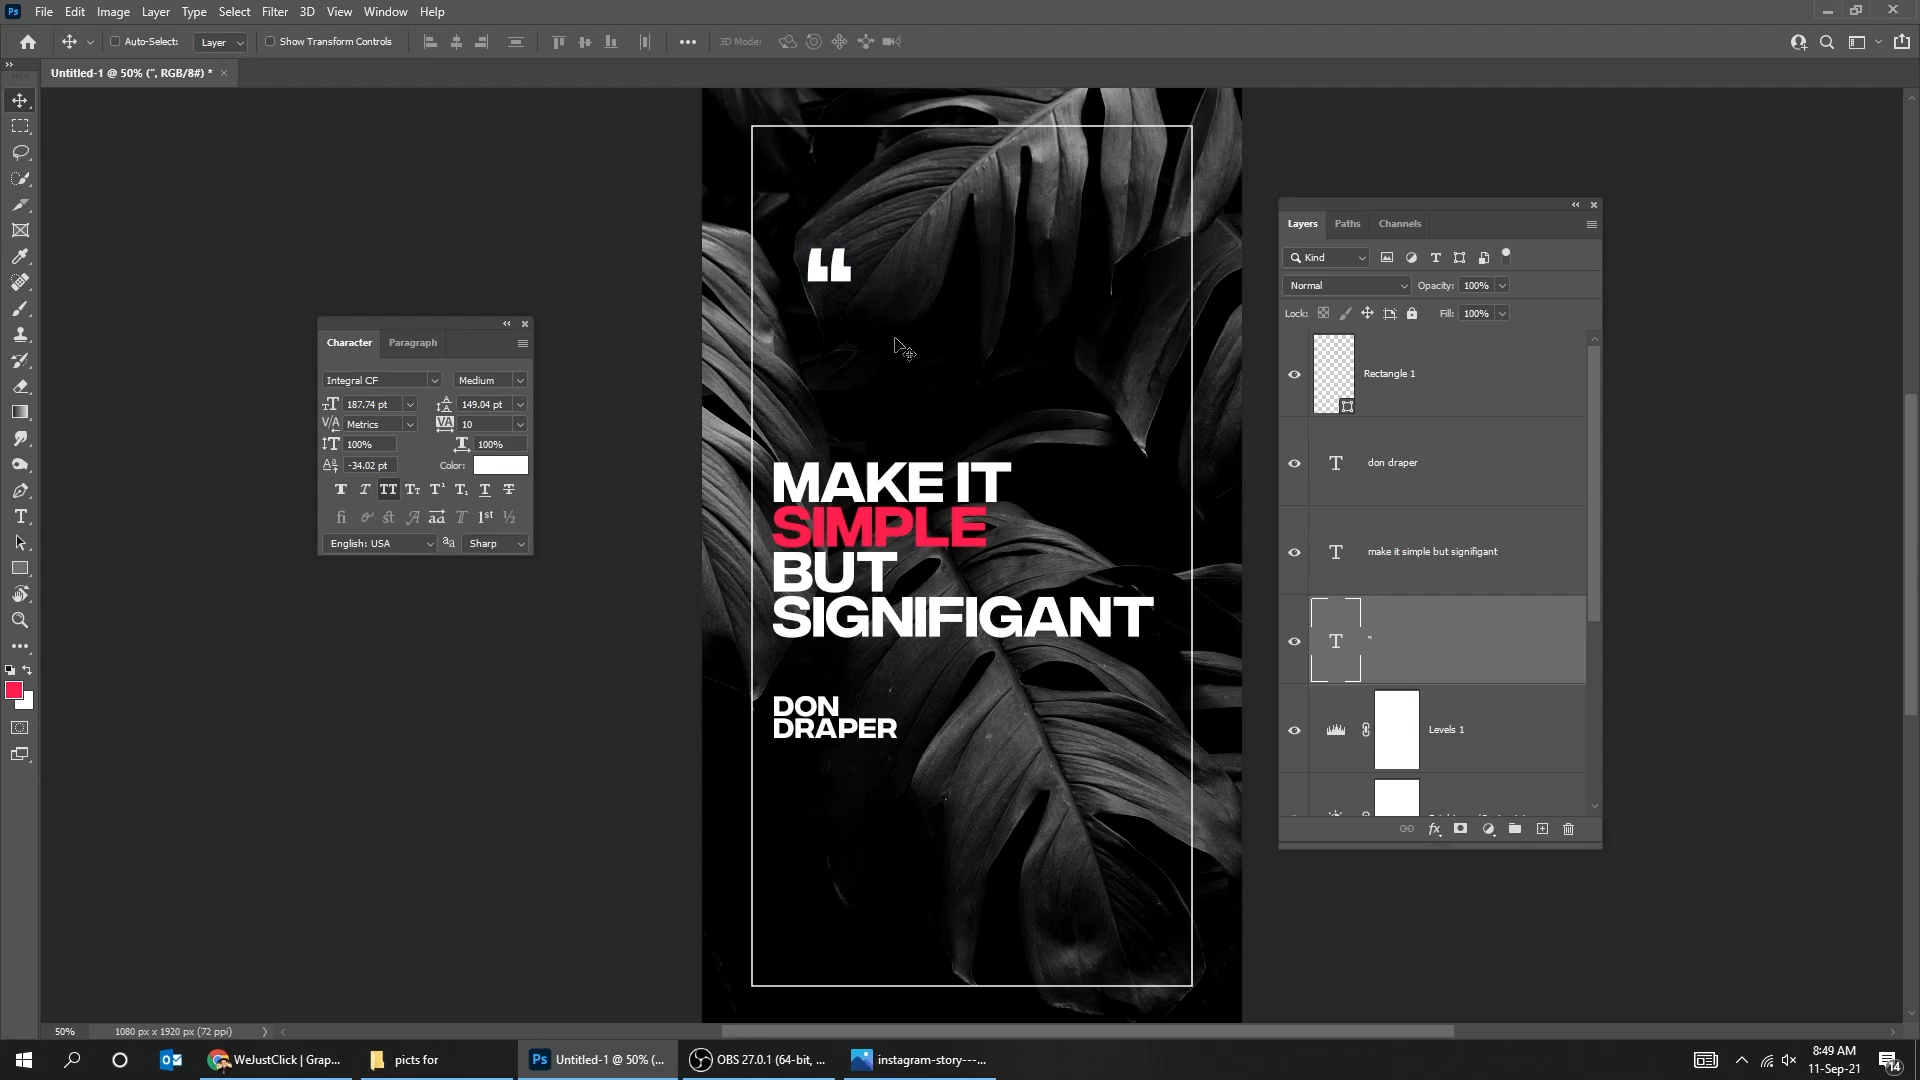 Ps File Edit Image Layer Type Select Filter 3D View Window Help
Auto-Select: Layer Show Transform Controls 3D Mode:
Untitled-1 @ 50% (“, RGB/8#) *
“
MAKE IT
SIMPLE
BUT
SIGNIFIGANT
DON
DRAPER
Character Paragraph
Integral CF Medium
187.74 pt 149.04 pt
Metrics 10
100% 100%
-34.02 pt Color:
English: USA Sharp
Layers Paths Channels
Kind
Normal Opacity: 100%
Lock: Fill: 100%
Rectangle 1
don draper
make it simple but signifigant
“
Levels 1
50% 1080 px x 1920 px (72 ppi)
WeJustClick | Grap...
picts for
Ps Untitled-1 @ 50% (...
OBS 27.0.1 (64-bit, ...
instagram-story---...
8:49 AM
11-Sep-21
14